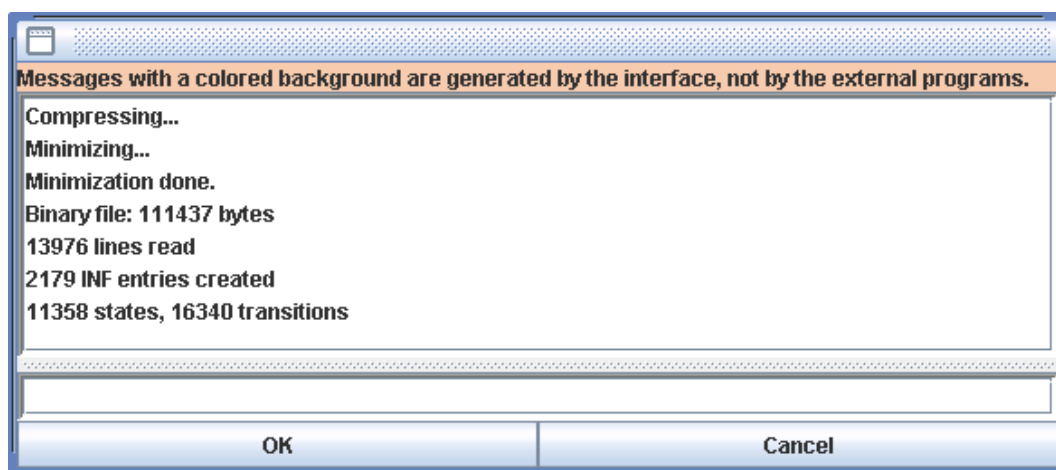 Messages with a colored background are generated by the interface, not by the external programs.
Compressing...
Minimizing...
Minimization done.
Binary file: 111437 bytes
13976 lines read
2179 INF entries created
11358 states, 16340 transitions
OK
Cancel